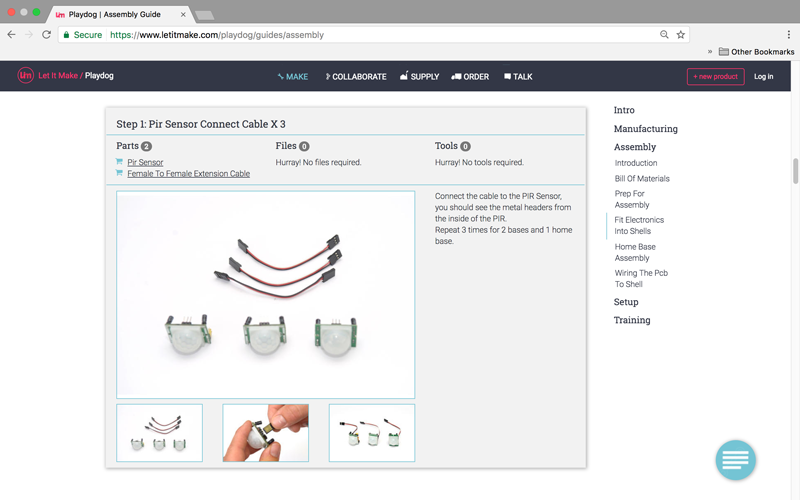 Playdog | Assembly Guide
Secure https://www.letitmake.com/playdog/guides/assembly
» Other Bookmarks
Um Let It Make / Playdog
MAKE COLLABORATE SUPPLY ORDER TALK
+ new product Log in
Step 1: Pir Sensor Connect Cable X 3
Parts 2 Files 0 Tools 0
Pir Sensor
Female To Female Extension Cable
Hurray! No files required.
Hurray! No tools required.
Connect the cable to the PIR Sensor,
you should see the metal headers from
the inside of the PIR.
Repeat 3 times for 2 bases and 1 home
base.
Intro
Manufacturing
Assembly
Introduction
Bill Of Materials
Prep For
Assembly
Fit Electronics
Into Shells
Home Base
Assembly
Wiring The Pcb
To Shell
Setup
Training